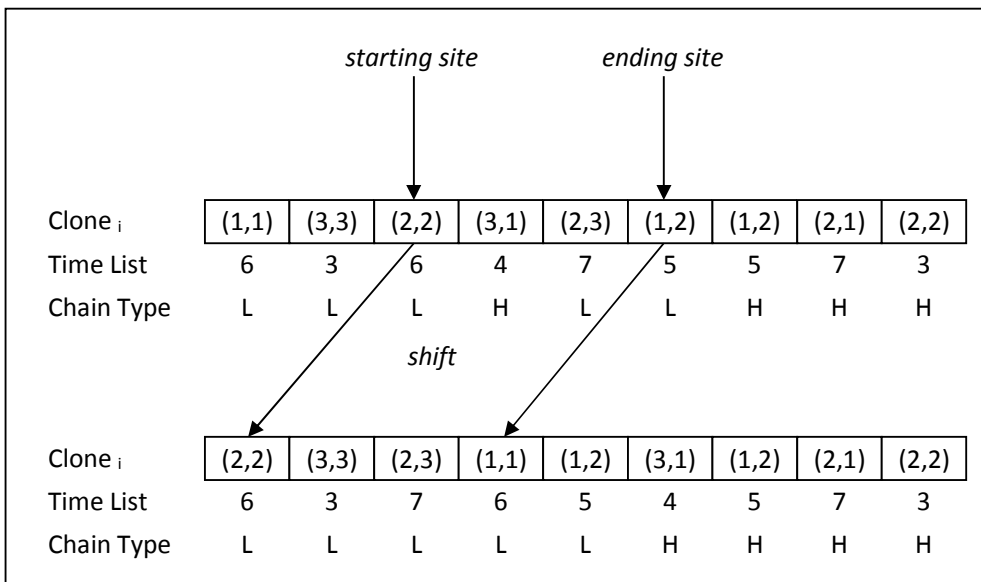 starting site ending site
Clone i (1,1) (3,3) (2,2) (3,1) (2,3) (1,2) (1,2) (2,1) (2,2)
Time List 6 3 6 4 7 5 5 7 3
Chain Type L L L H L L H H H
shift
Clone i (2,2) (3,3) (2,3) (1,1) (1,2) (3,1) (1,2) (2,1) (2,2)
Time List 6 3 7 6 5 4 5 7 3
Chain Type L L L L L H H H H